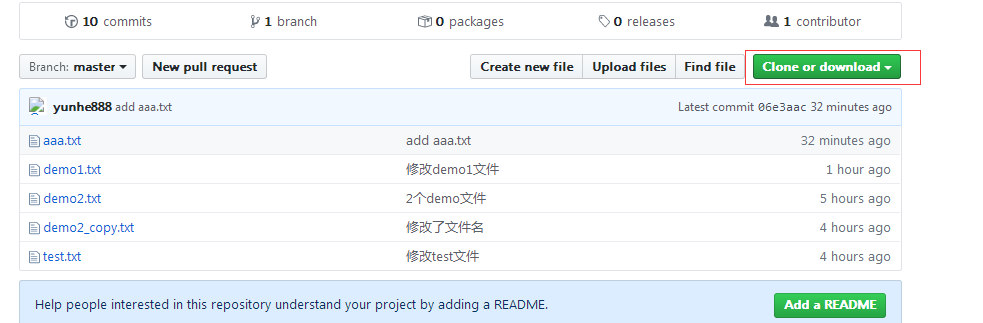 10 commits 1 branch 0 packages 0 releases 1 contributor
Branch: master New pull request Create new file Upload files Find file Clone or download
yunhe888 add aaa.txt Latest commit 06e3aac 32 minutes ago
aaa.txt add aaa.txt 32 minutes ago
demo1.txt 修改demo1文件 1 hour ago
demo2.txt 2个demo文件 5 hours ago
demo2_copy.txt 修改了文件名 4 hours ago
test.txt 修改test文件 4 hours ago
Help people interested in this repository understand your project by adding a README. Add a README